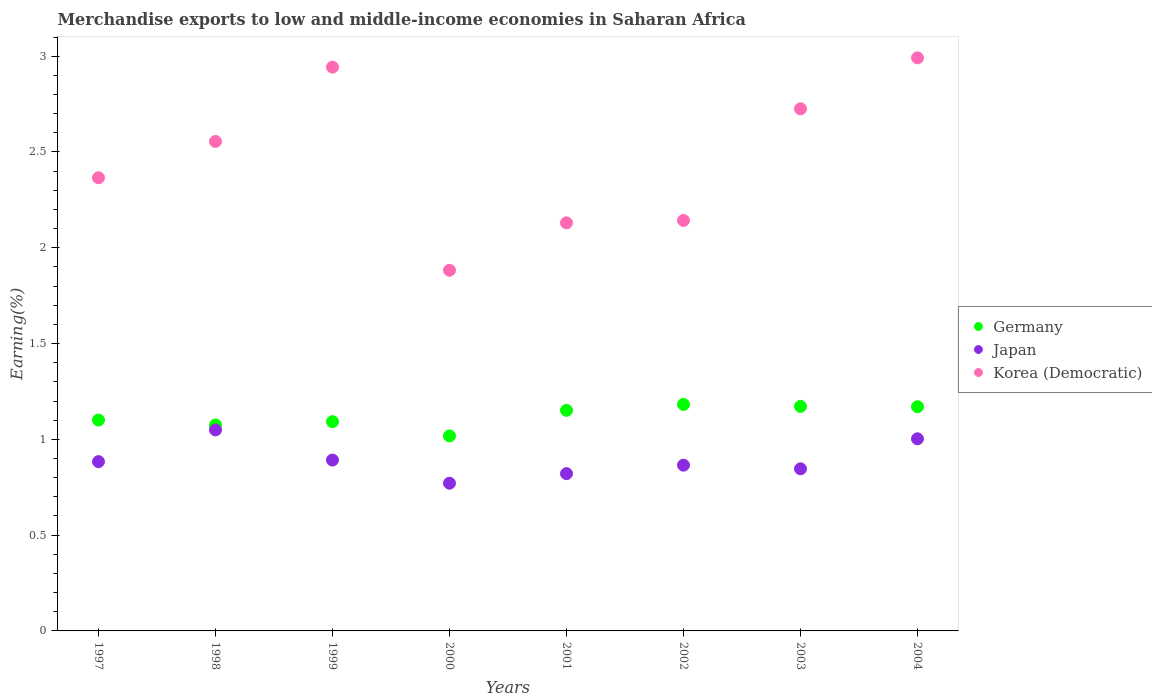 Merchandise exports to low and middle-income economies in Saharan Africa
Earning(%)
3
2.5
2
1.5
1
0.5
0
1997
1998
1999
2000
2001
2002
2003
2004
Years
Germany
Japan
Korea (Democratic)